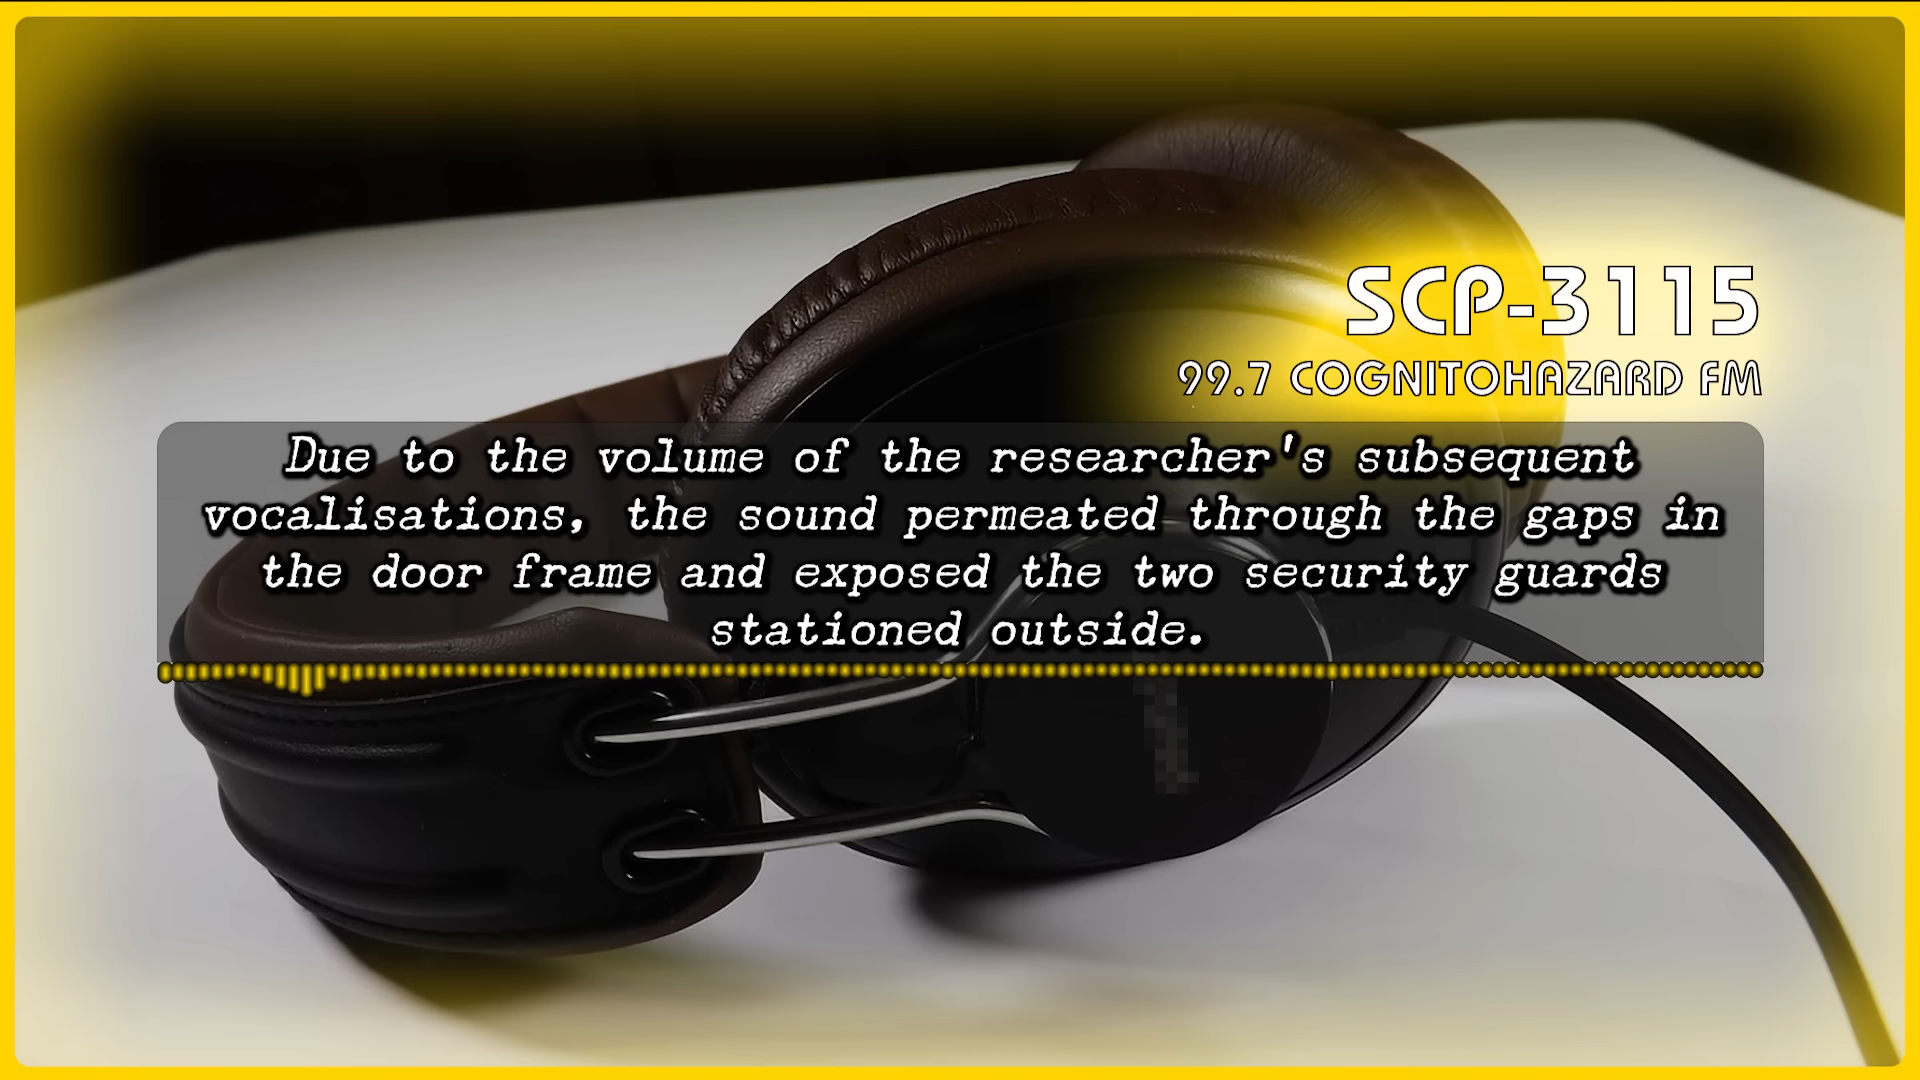 SCP-3115
99.7 COGNITOHAZARD FM
Due to the volume of the researcher's subsequent
vocalisations, the sound permeated through the gaps in
the door frame and exposed the two security guards
stationed outside.